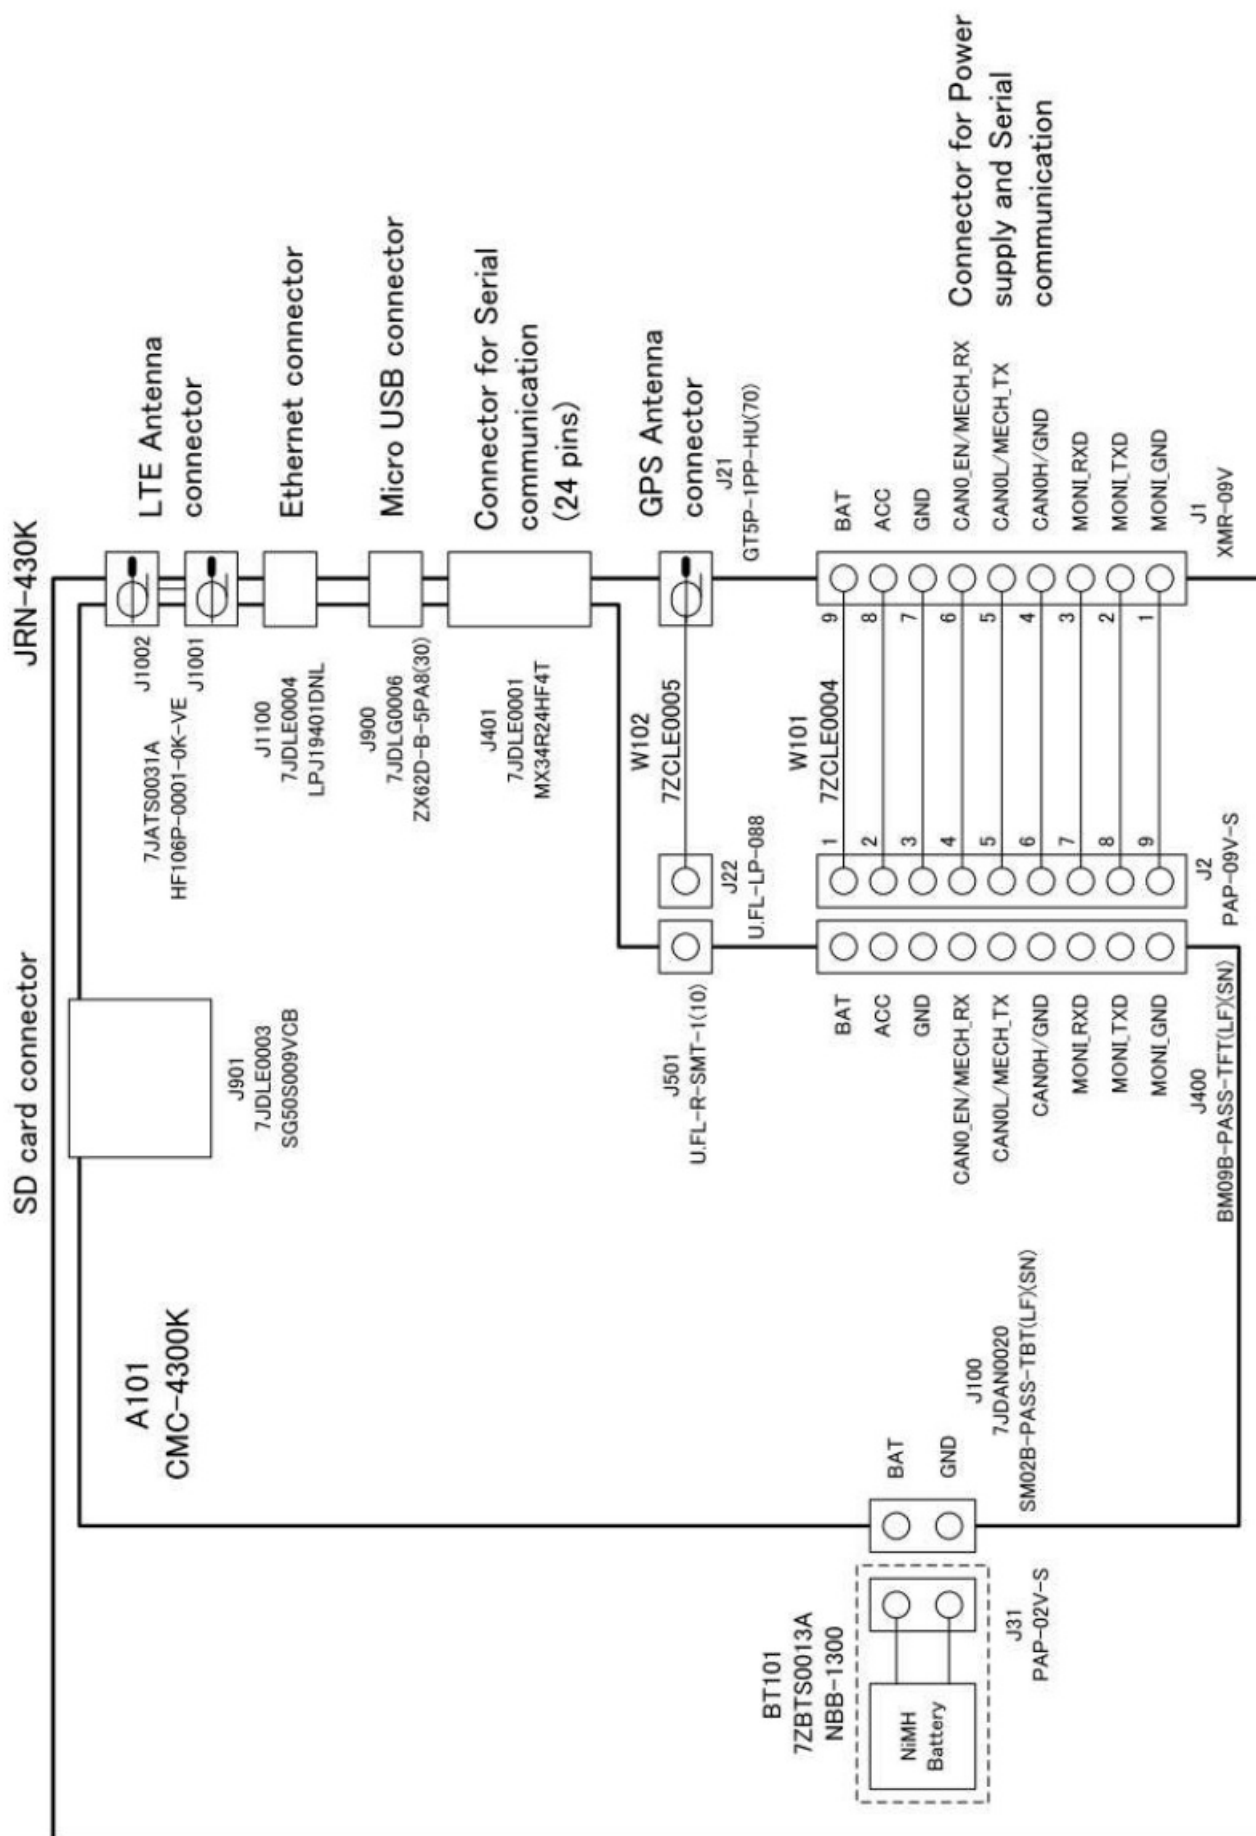 JRN-430K
SD card connector
LTE Antenna
connector
J1002
7JATS0031A
HF106P-0001-0K-VE
J1001
Ethernet connector
J1100
7JDLE0004
LPJ19401DNL
Micro USB connector
J900
7JDLG0006
ZX62D-B-5PA8(30)
Connector for Serial
communication
(24 pins)
J401
7JDLE0001
MX34R24HF4T
GPS Antenna
connector
J21
GT5P-1PP-HU(70)
W102
7ZCLE0005
J22
U.FL-LP-088
J501
U.FL-R-SMT-1(10)
J901
7JDLE0003
SG50S009VCB
A101
CMC-4300K
Connector for Power
supply and Serial
communication
BAT
ACC
GND
CAN0_EN/MECH_RX
CAN0L/MECH_TX
CAN0H/GND
MONI_RXD
MONI_TXD
MONI_GND
J1
XMR-09V
9
8
7
6
5
4
3
2
1
W101
7ZCLE0004
1
2
3
4
5
6
7
8
9
J2
PAP-09V-S
BAT
ACC
GND
CAN0_EN/MECH_RX
CAN0L/MECH_TX
CAN0H/GND
MONI_RXD
MONI_TXD
MONI_GND
J400
BM09B-PASS-TFT(LF)(SN)
BAT
GND
J100
7JDAN0020
SM02B-PASS-TBT(LF)(SN)
BT101
7ZBTS0013A
NBB-1300
NiMH
Battery
J31
PAP-02V-S